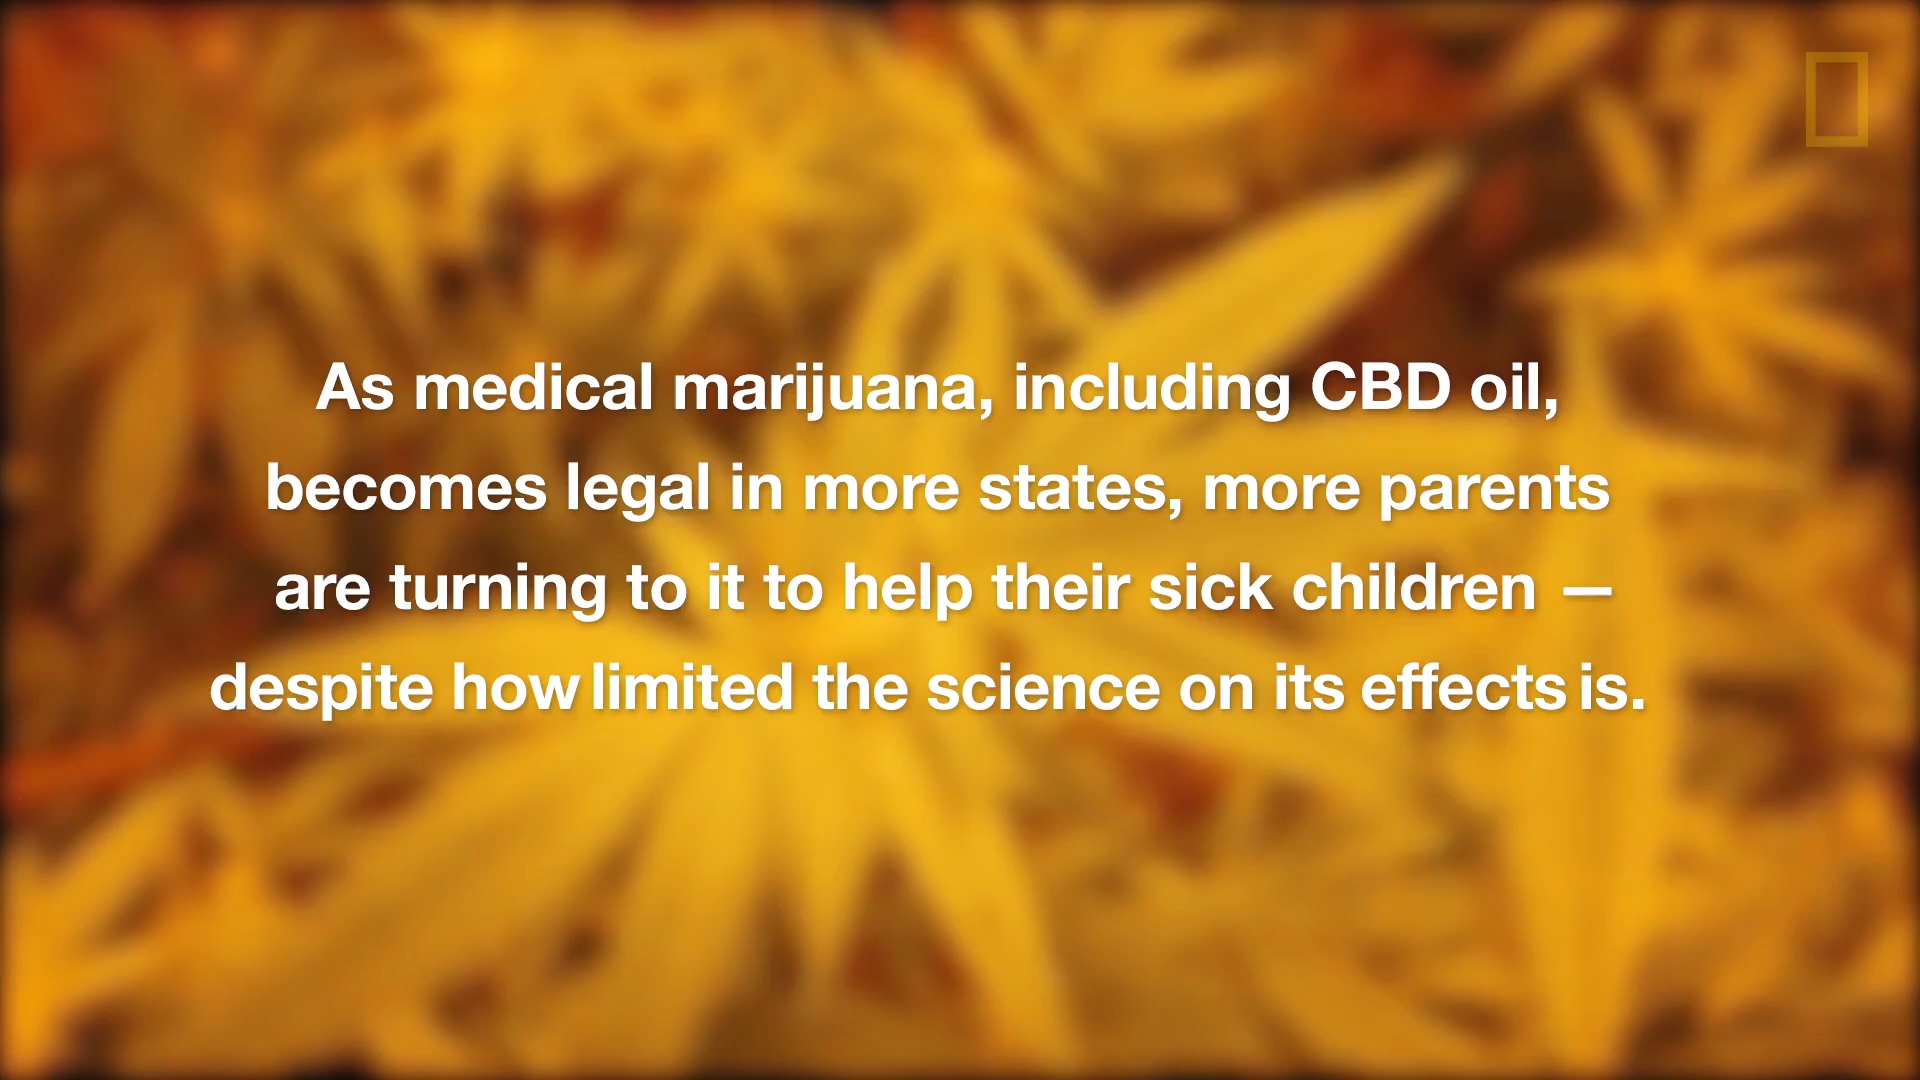 As medical marijuana, including CBD oil,
becomes legal in more states, more parents
are turning to it to help their sick children —
despite how limited the science on its effects is.